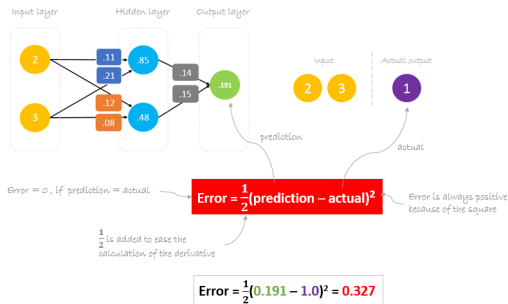 Input layer Hidden layer Output layer
2
3
.11
.21
.12
.08
.85
.48
.14
.15
.191
Input Actual output
2 3 1
prediction
actual
Error = 0 , if prediction = actual
Error = 1/2(prediction – actual)²
Error is always positive
because of the square
1/2 is added to ease the
calculation of the derivative
Error = 1/2(0.191 – 1.0)² = 0.327